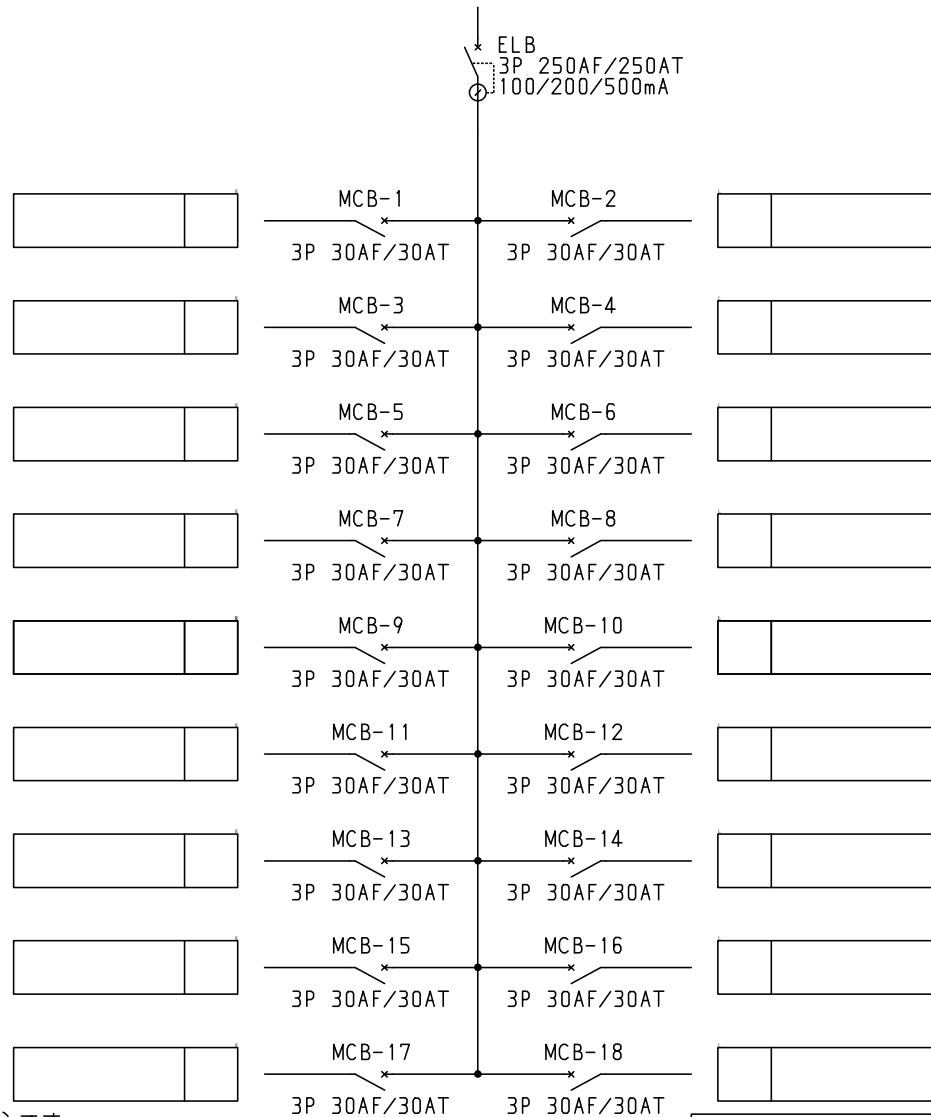 ELB
3P 250AF/250AT
100/200/500mA
MCB-1 MCB-2
3P 30AF/30AT 3P 30AF/30AT
MCB-3 MCB-4
3P 30AF/30AT 3P 30AF/30AT
MCB-5 MCB-6
3P 30AF/30AT 3P 30AF/30AT
MCB-7 MCB-8
3P 30AF/30AT 3P 30AF/30AT
MCB-9 MCB-10
3P 30AF/30AT 3P 30AF/30AT
MCB-11 MCB-12
3P 30AF/30AT 3P 30AF/30AT
MCB-13 MCB-14
3P 30AF/30AT 3P 30AF/30AT
MCB-15 MCB-16
3P 30AF/30AT 3P 30AF/30AT
MCB-17 MCB-18
3P 30AF/30AT 3P 30AF/30AT